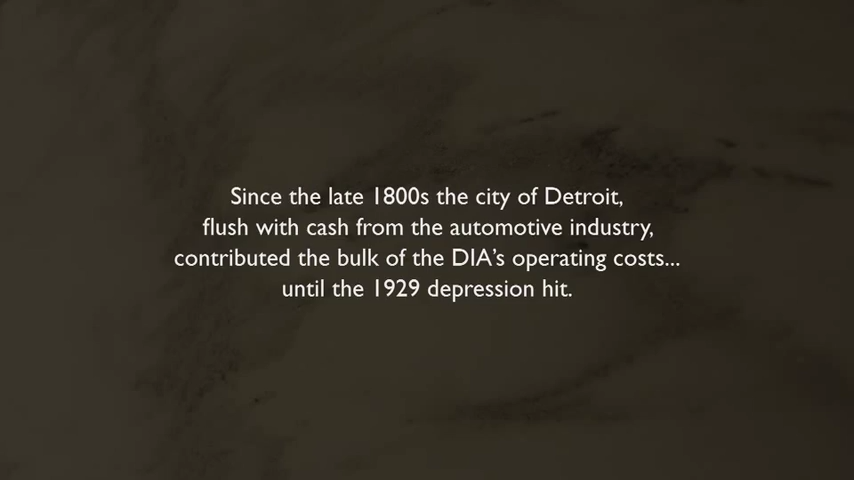 Since the late 1800s the city of Detroit,
flush with cash from the automotive industry,
contributed the bulk of the DIA’s operating costs...
until the 1929 depression hit.